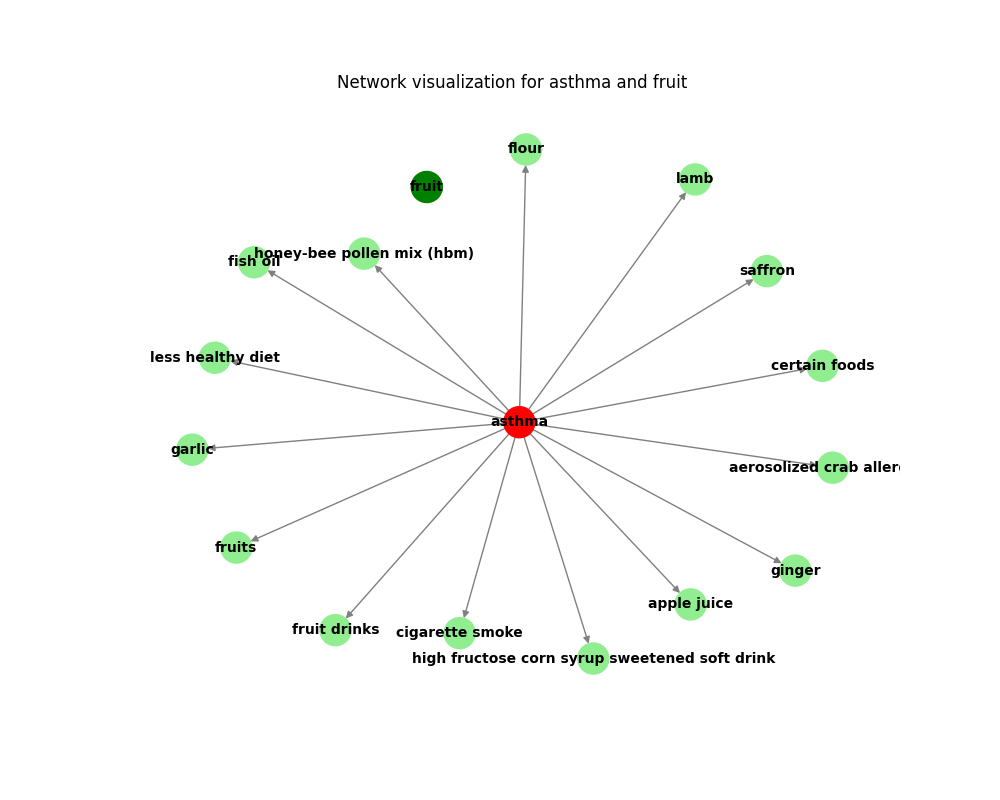 Network visualization for asthma and fruit
flour
lamb
fruit
honey-bee pollen mix (hbm)
fish oil
saffron
less healthy diet
certain foods
asthma
garlic
aerosolized crab aller
fruits
ginger
apple juice
fruit drinks
cigarette smoke
high fructose corn syrup sweetened soft drink